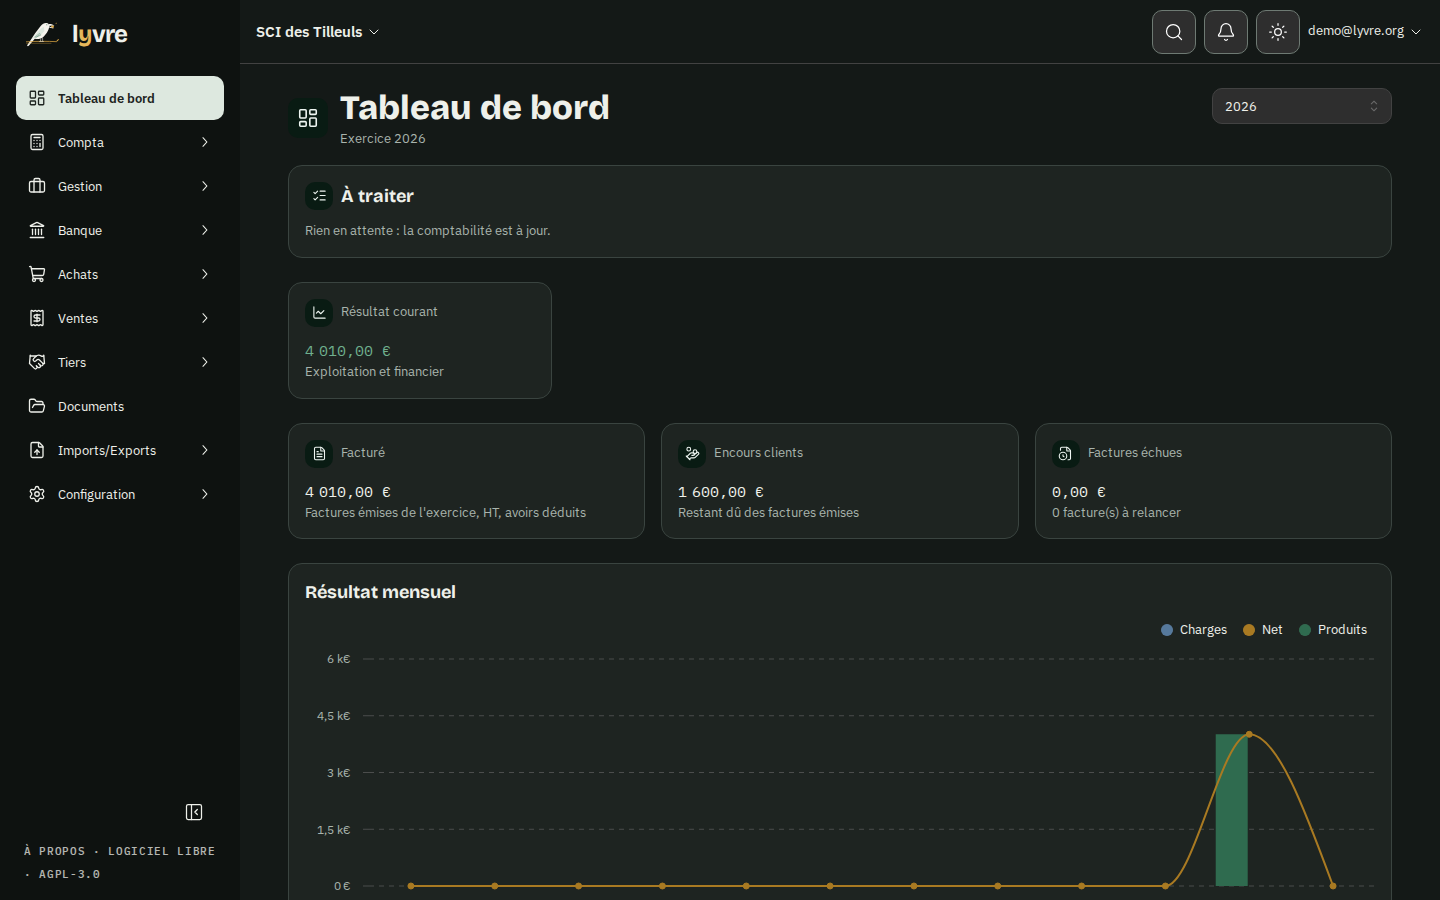 lyvre
SCI des Tilleuls
demo@lyvre.org
Tableau de bord
Compta
Gestion
Banque
Achats
Ventes
Tiers
Documents
Imports/Exports
Configuration
À PROPOS · LOGICIEL LIBRE
· AGPL-3.0
Tableau de bord
Exercice 2026
2026
À traiter
Rien en attente : la comptabilité est à jour.
Résultat courant
4 010,00 €
Exploitation et financier
Facturé
4 010,00 €
Factures émises de l'exercice, HT, avoirs déduits
Encours clients
1 600,00 €
Restant dû des factures émises
Factures échues
0,00 €
0 facture(s) à relancer
Résultat mensuel
Charges Net Produits
6 k€
4,5 k€
3 k€
1,5 k€
0 €